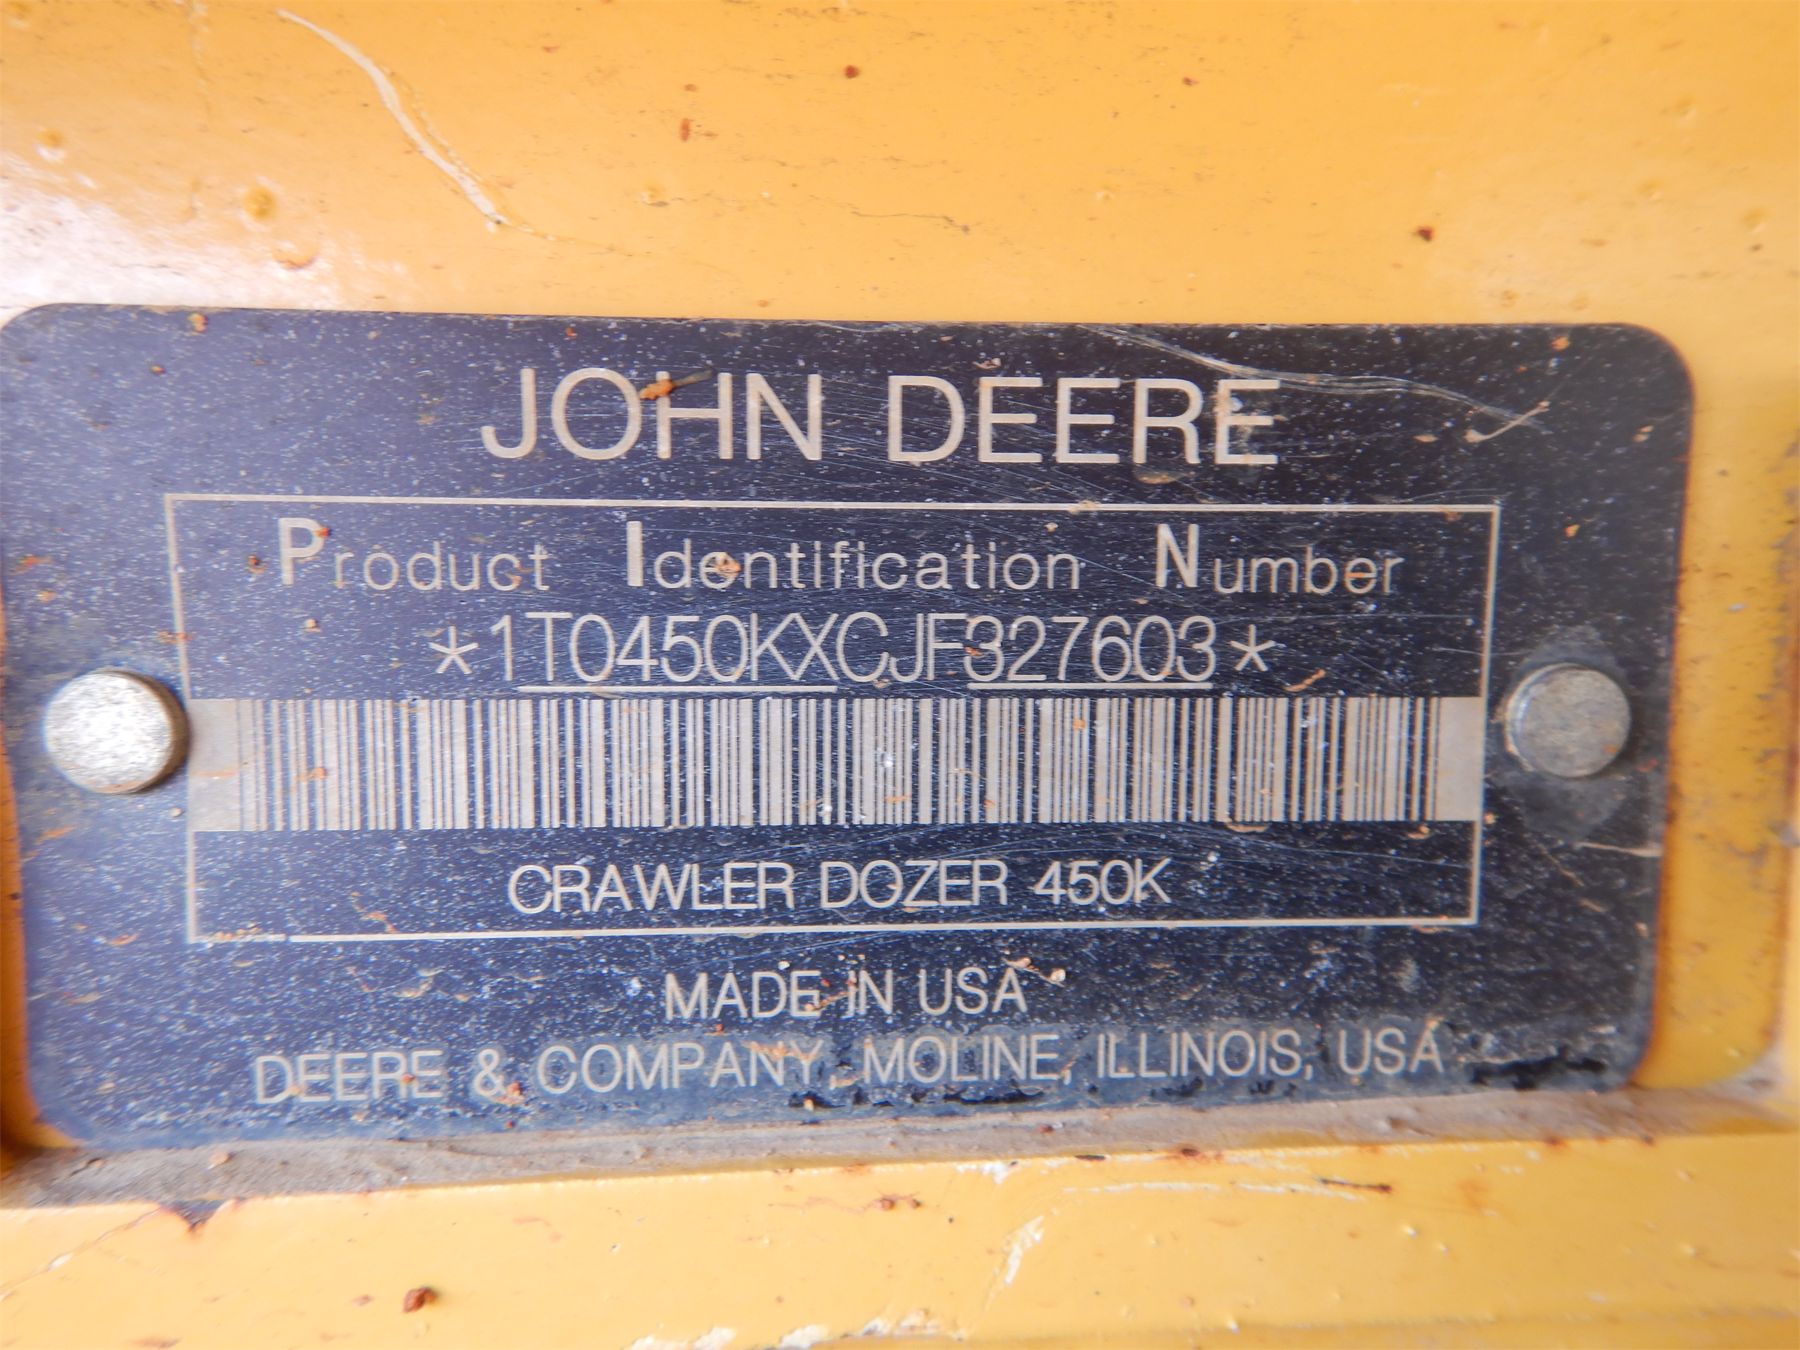 JOHN DEERE
Product Identification Number
*1T0450KXCJF327603*
CRAWLER DOZER 450K
MADE IN USA
DEERE & COMPANY, MOLINE, ILLINOIS, USA